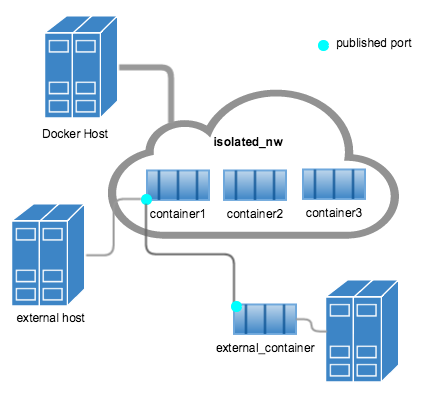 published port
Docker Host
isolated_nw
container1
container2
container3
external host
external_container